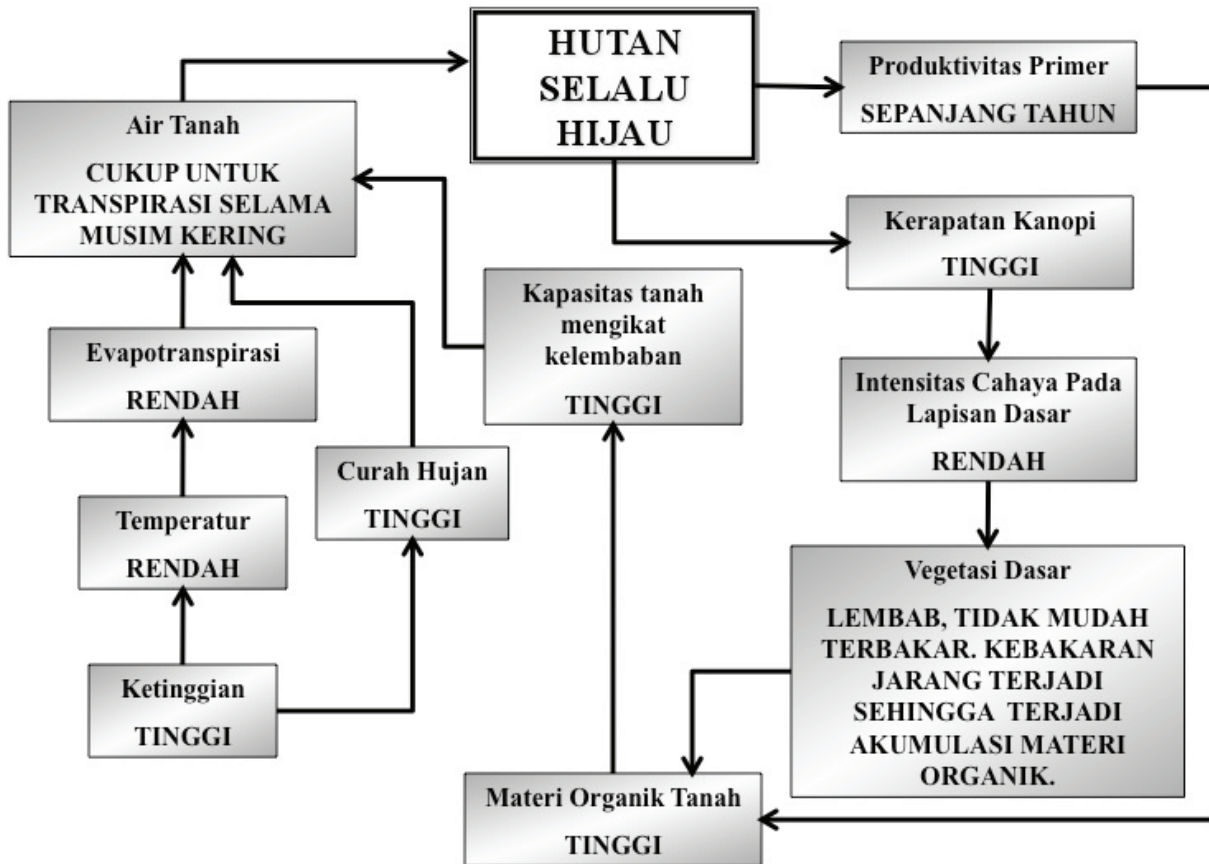 HUTAN
SELALU
HIJAU
Produktivitas Primer
SEPANJANG TAHUN
Air Tanah
CUKUP UNTUK
TRANSPIRASI SELAMA
MUSIM KERING
Kerapatan Kanopi
TINGGI
Kapasitas tanah
mengikat
kelembaban
TINGGI
Evapotranspirasi
RENDAH
Intensitas Cahaya Pada
Lapisan Dasar
RENDAH
Curah Hujan
TINGGI
Temperatur
RENDAH
Vegetasi Dasar
LEMBAB, TIDAK MUDAH
TERBAKAR. KEBAKARAN
JARANG TERJADI
SEHINGGA TERJADI
AKUMULASI MATERI
ORGANIK.
Ketinggian
TINGGI
Materi Organik Tanah
TINGGI